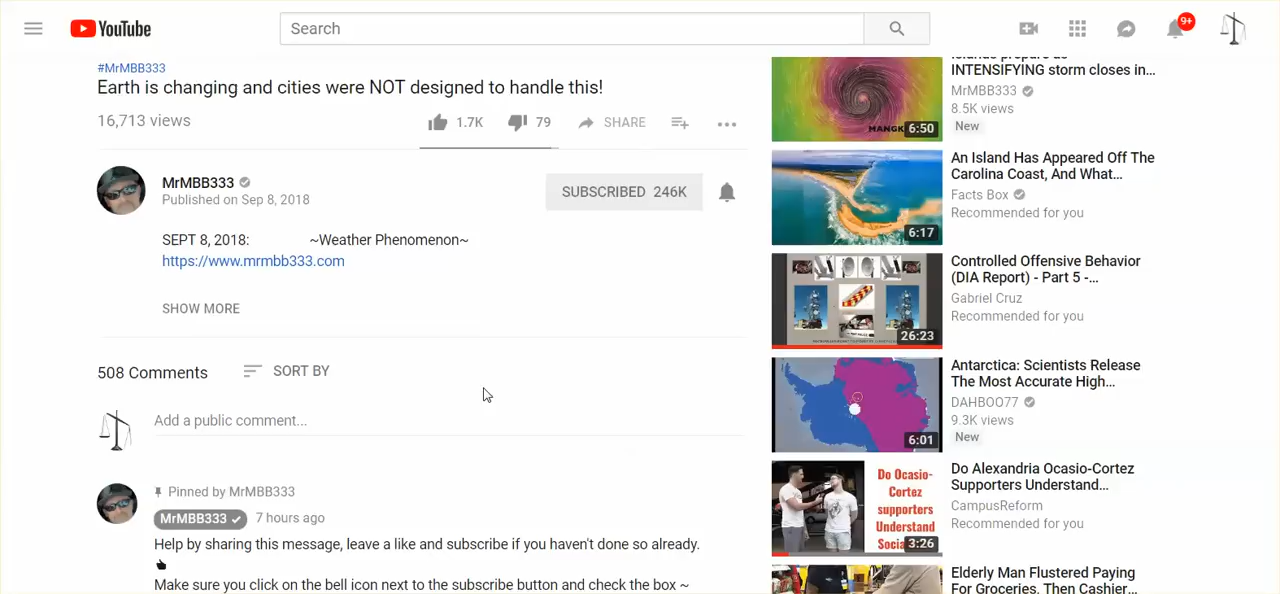 YouTube
Search
9+
#MrMBB333
Earth is changing and cities were NOT designed to handle this!
16,713 views
1.7K
79
SHARE
MrMBB333
Published on Sep 8, 2018
SUBSCRIBED 246K
SEPT 8, 2018: ~Weather Phenomenon~
https://www.mrmbb333.com
SHOW MORE
508 Comments
SORT BY
Add a public comment...
Pinned by MrMBB333
MrMBB333
7 hours ago
Help by sharing this message, leave a like and subscribe if you haven't done so already.
Make sure you click on the bell icon next to the subscribe button and check the box ~
MANGK
6:50
INTENSIFYING storm closes in...
MrMBB333
8.5K views
New
6:17
An Island Has Appeared Off The
Carolina Coast, And What...
Facts Box
Recommended for you
26:23
Controlled Offensive Behavior
(DIA Report) - Part 5 -...
Gabriel Cruz
Recommended for you
6:01
Antarctica: Scientists Release
The Most Accurate High...
DAHBOO77
9.3K views
New
Do Ocasio-
Cortez
supporters
Understand
Socia
3:26
Do Alexandria Ocasio-Cortez
Supporters Understand...
CampusReform
Recommended for you
Elderly Man Flustered Paying
For Groceries. Then Cashier...